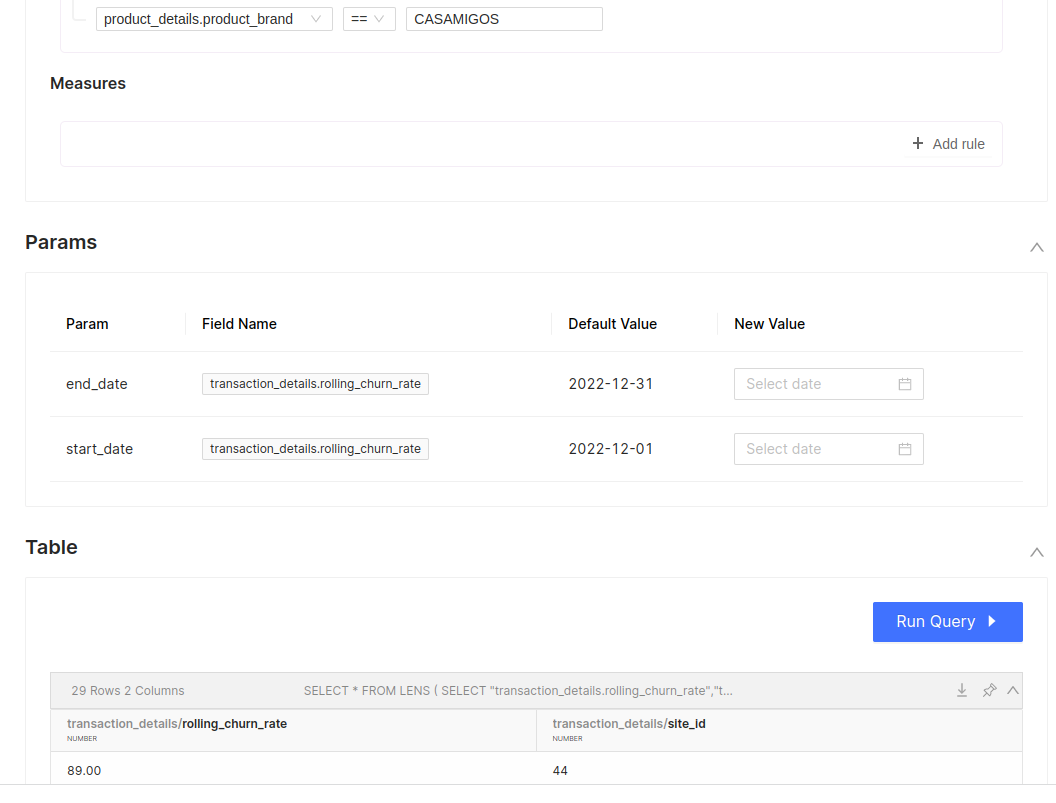 product_details.product_brand == CASAMIGOS
Measures
+ Add rule
Params
Param Field Name Default Value New Value
end_date transaction_details.rolling_churn_rate 2022-12-31 Select date
start_date transaction_details.rolling_churn_rate 2022-12-01 Select date
Table
Run Query
29 Rows 2 Columns SELECT * FROM LENS ( SELECT "transaction_details.rolling_churn_rate","t...
transaction_details/rolling_churn_rate transaction_details/site_id
NUMBER NUMBER
89.00 44